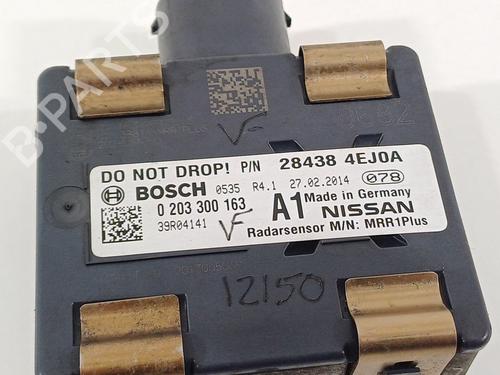 DO NOT DROP! P/N 28438 4EJ0A
BOSCH 0535 R4.1 27.02.2014 078
0 203 300 163 A1 Made in Germany
39R04141 VF NISSAN
Radarsensor M/N: MRR1Plus
12150
B-PARTS